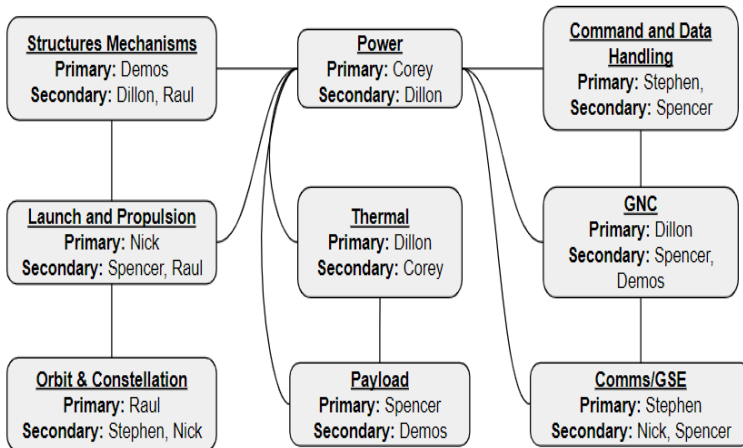 Structures Mechanisms
Primary: Demos
Secondary: Dillon, Raul
Power
Primary: Corey
Secondary: Dillon
Command and Data
Handling
Primary: Stephen,
Secondary: Spencer
Launch and Propulsion
Primary: Nick
Secondary: Spencer, Raul
Thermal
Primary: Dillon
Secondary: Corey
GNC
Primary: Dillon
Secondary: Spencer,
Demos
Orbit & Constellation
Primary: Raul
Secondary: Stephen, Nick
Payload
Primary: Spencer
Secondary: Demos
Comms/GSE
Primary: Stephen
Secondary: Nick, Spencer